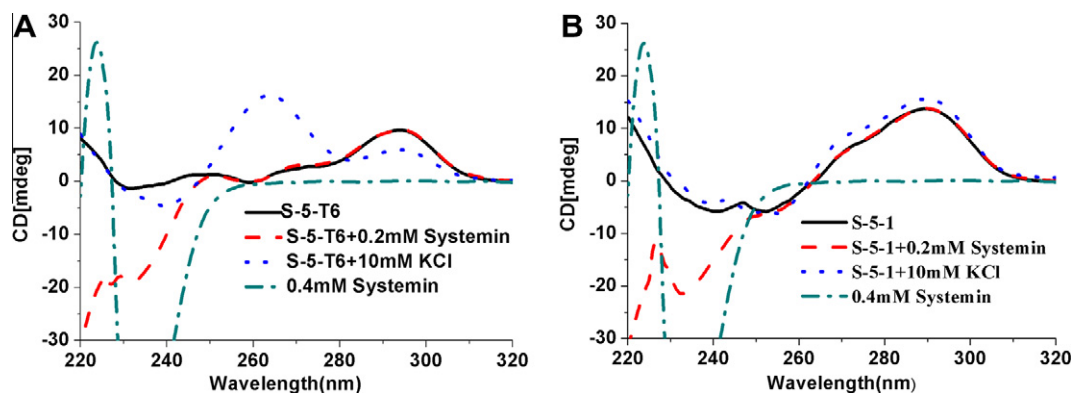 A
CD[mdeg]
30
20
10
0
-10
-20
-30
S-5-T6
S-5-T6+0.2mM Systemin
S-5-T6+10mM KCl
0.4mM Systemin
220 240 260 280 300 320
Wavelength(nm)
B
CD[mdeg]
30
20
10
0
-10
-20
-30
S-5-1
S-5-1+0.2mM Systemin
S-5-1+10mM KCl
0.4mM Systemin
220 240 260 280 300 320
Wavelength(nm)